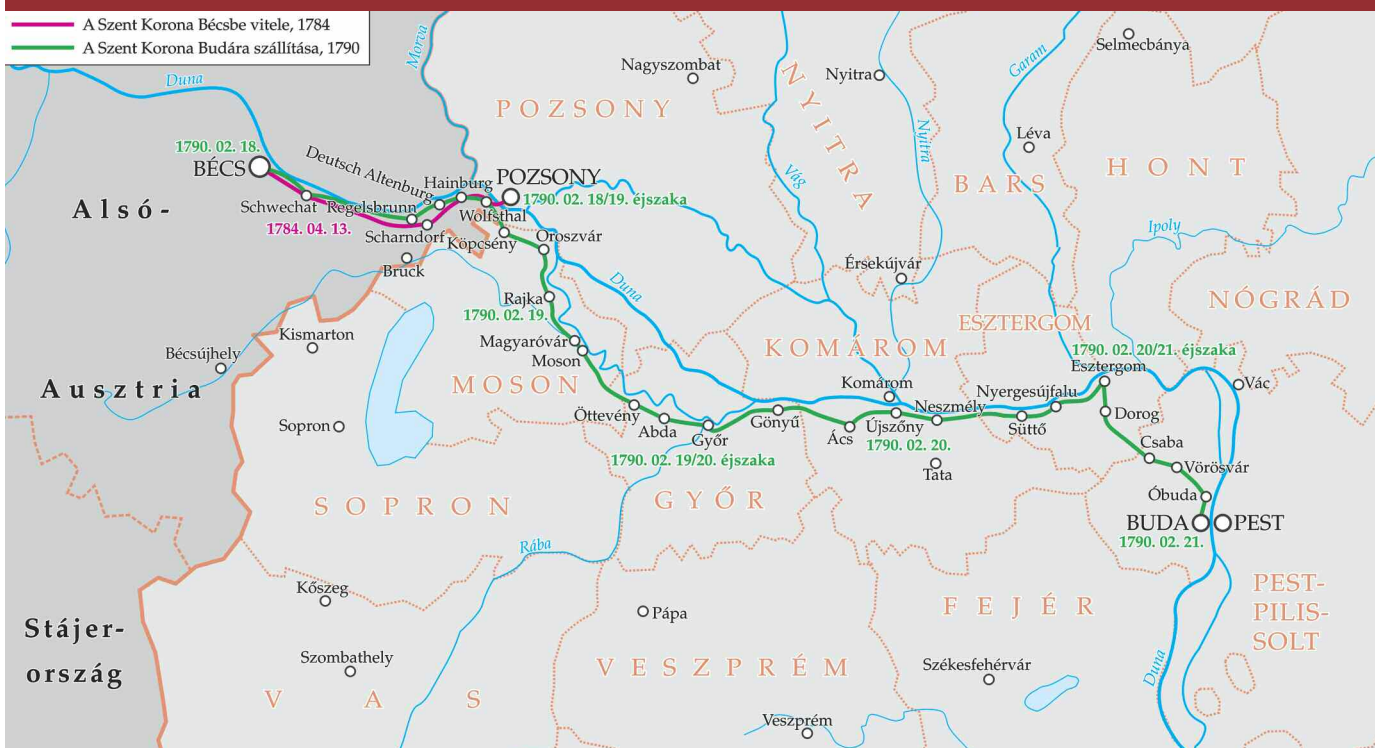 A Szent Korona Bécsbe vitele, 1784
A Szent Korona Budára szállítása, 1790
Morva
Duna
Selmecbánya
Nagyszombat
Nyitra
Garam
POZSONY
NYITRA
Nyitra
Léva
HONT
1790. 02. 18.
BÉCS
Deutsch Altenburg
Hainburg
POZSONY
1790. 02. 18/19. éjszaka
Vág
BARS
Alsó-
Schwechat
Regelsbrunn
Wolfsthal
1784. 04. 13.
Scharndorf
Köpcsény
Oroszvár
Ipoly
Bruck
Érsekújvár
Duna
Rajka
1790. 02. 19.
NÓGRÁD
ESZTERGOM
Kismarton
Magyaróvár
Moson
KOMÁROM
1790. 02. 20/21. éjszaka
Esztergom
Bécsújhely
Ausztria
MOSON
Komárom
Nyergesújfalu
Vác
Neszmély
Öttevény
Abda
Győr
Gönyű
Ács
Újszőny
1790. 02. 20.
Süttő
Dorog
Sopron
Csaba
1790. 02. 19/20. éjszaka
Tata
Vörösvár
SOPRON
GYŐR
Óbuda
BUDA
PEST
1790. 02. 21.
Rába
Kőszeg
Pápa
FEJÉR
PEST-
PILIS-
SOLT
Stájer-
ország
Szombathely
VESZPRÉM
Székesfehérvár
Duna
VAS
Veszprém